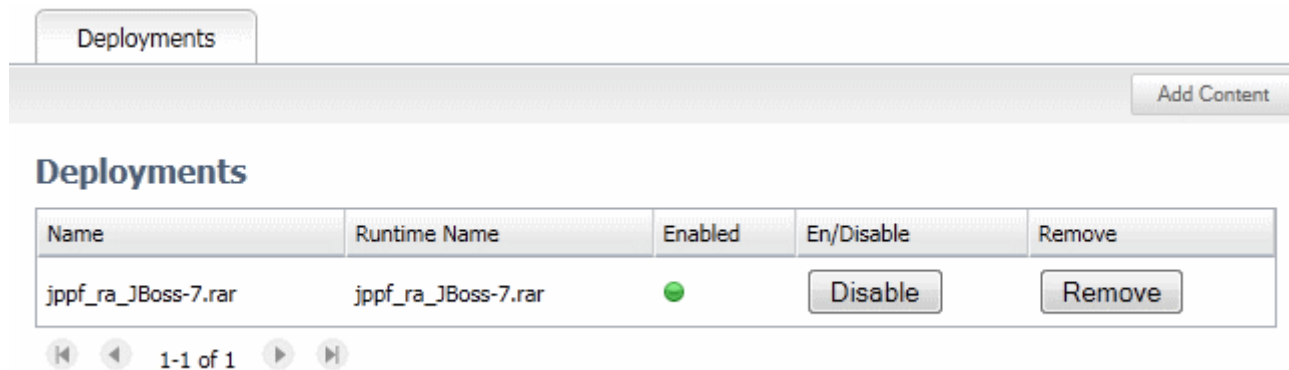 Deployments
Add Content
Deployments
Name Runtime Name Enabled En/Disable Remove
jppf_ra_JBoss-7.rar jppf_ra_JBoss-7.rar Disable Remove
1-1 of 1